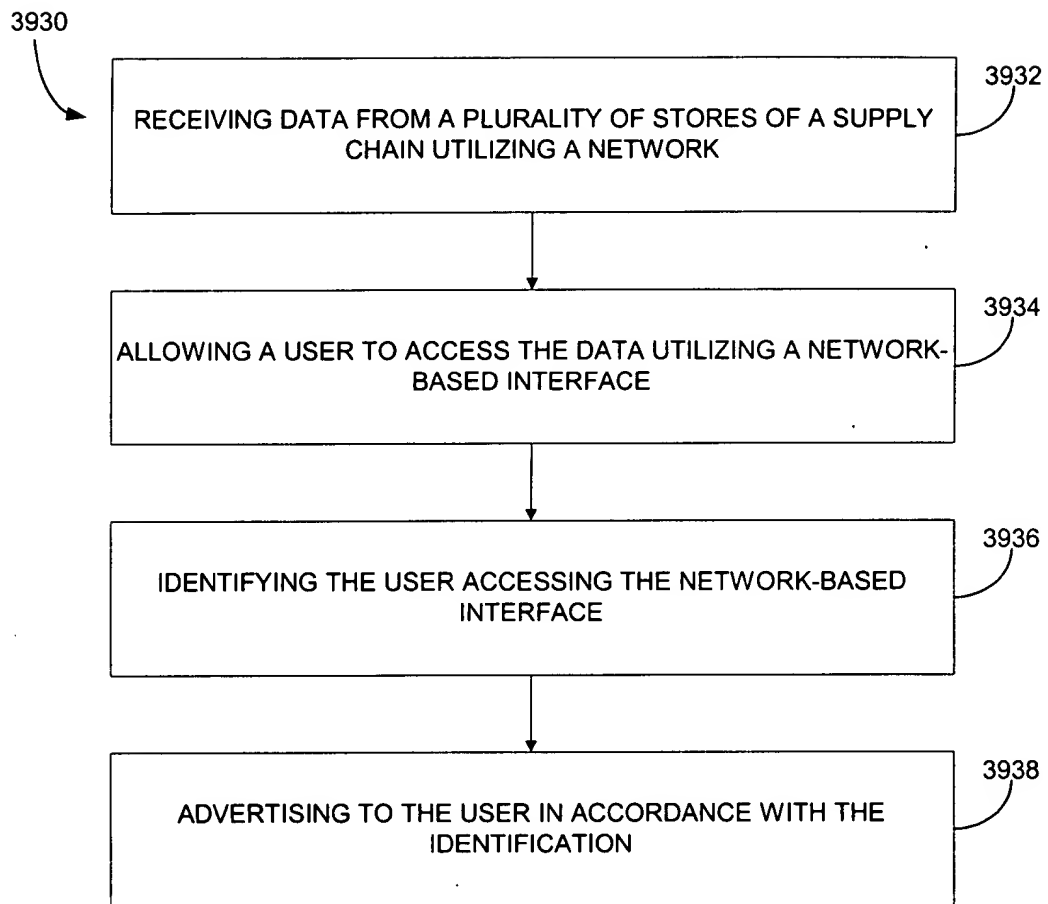 3930
3932
RECEIVING DATA FROM A PLURALITY OF STORES OF A SUPPLY
CHAIN UTILIZING A NETWORK
3934
ALLOWING A USER TO ACCESS THE DATA UTILIZING A NETWORK-
BASED INTERFACE
3936
IDENTIFYING THE USER ACCESSING THE NETWORK-BASED
INTERFACE
3938
ADVERTISING TO THE USER IN ACCORDANCE WITH THE
IDENTIFICATION